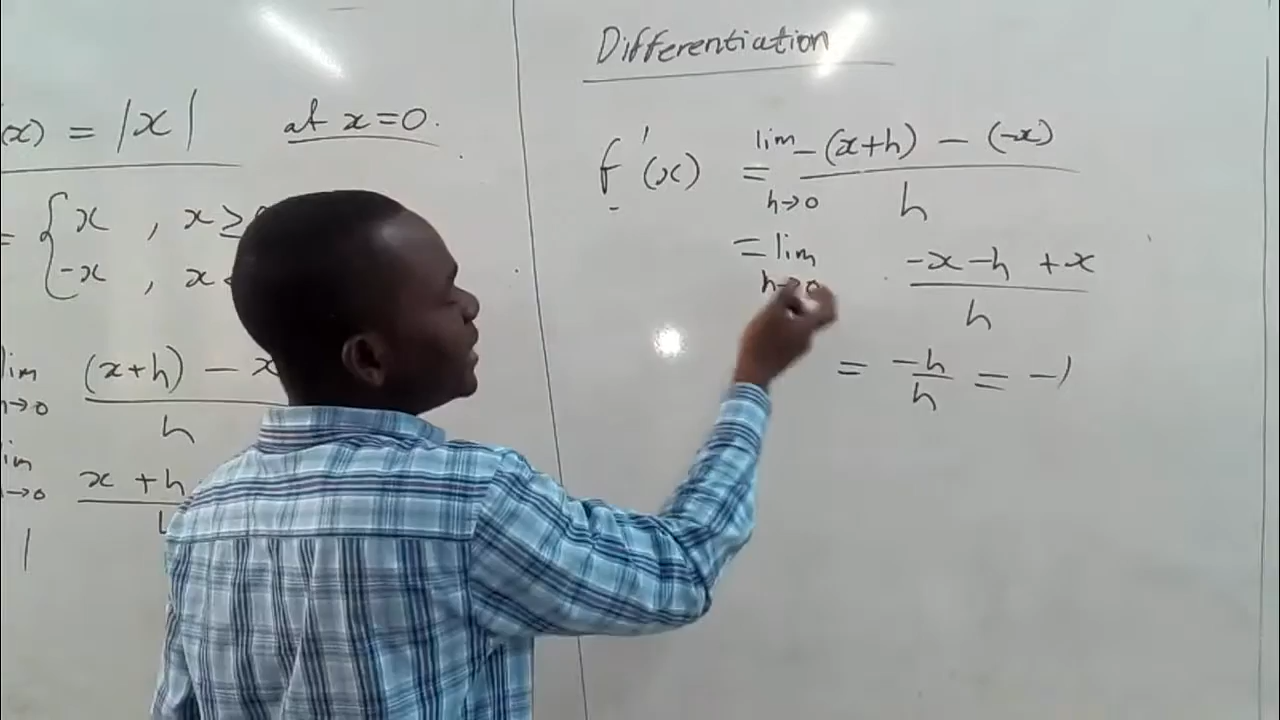 (x) = |x| at x=0.
= { x , x ≥
-x , x
lim (x+h) - x
h→0 h
lim x + h
→0
1
Differentiation
f'(x) = lim -(x+h) - (-x)
h→0 h
= lim -x-h +x
h→0 h
= -h/h = -1